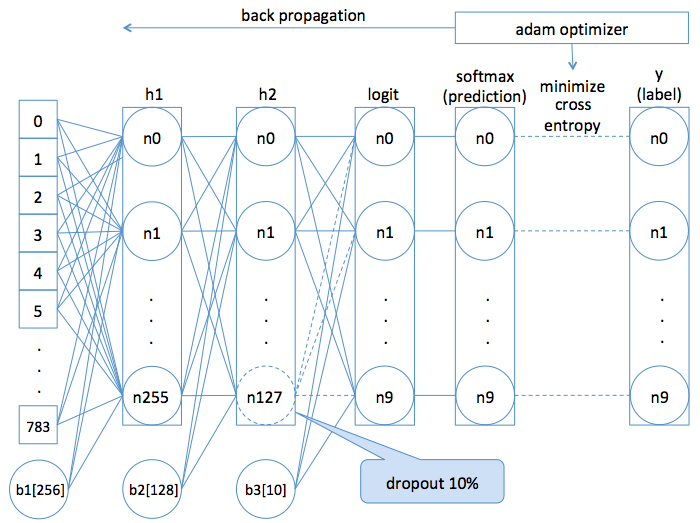 back propagation
adam optimizer
h1
h2
logit
softmax
(prediction)
minimize
cross
entropy
y
(label)
0
1
2
3
4
5
.
.
.
783
n0
n1
.
.
.
n255
n0
n1
.
.
.
n127
n0
n1
.
.
.
n9
n0
n1
.
.
.
n9
n0
n1
.
.
.
n9
b1[256]
b2[128]
b3[10]
dropout 10%